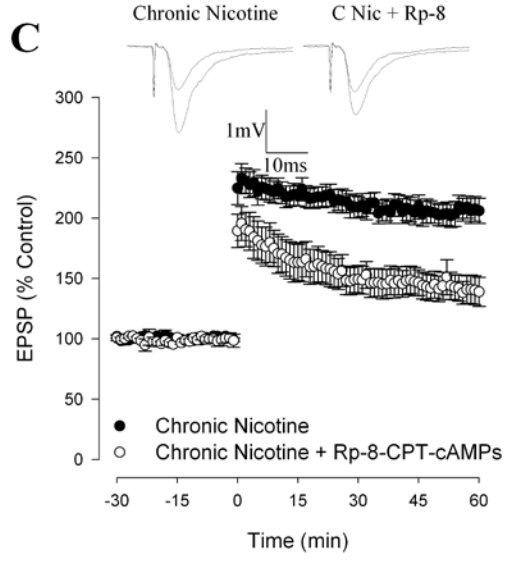 C
Chronic Nicotine
C Nic + Rp-8
1mV
10ms
300
250
200
150
100
50
0
EPSP (% Control)
Chronic Nicotine
Chronic Nicotine + Rp-8-CPT-cAMPs
-30 -15 0 15 30 45 60
Time (min)